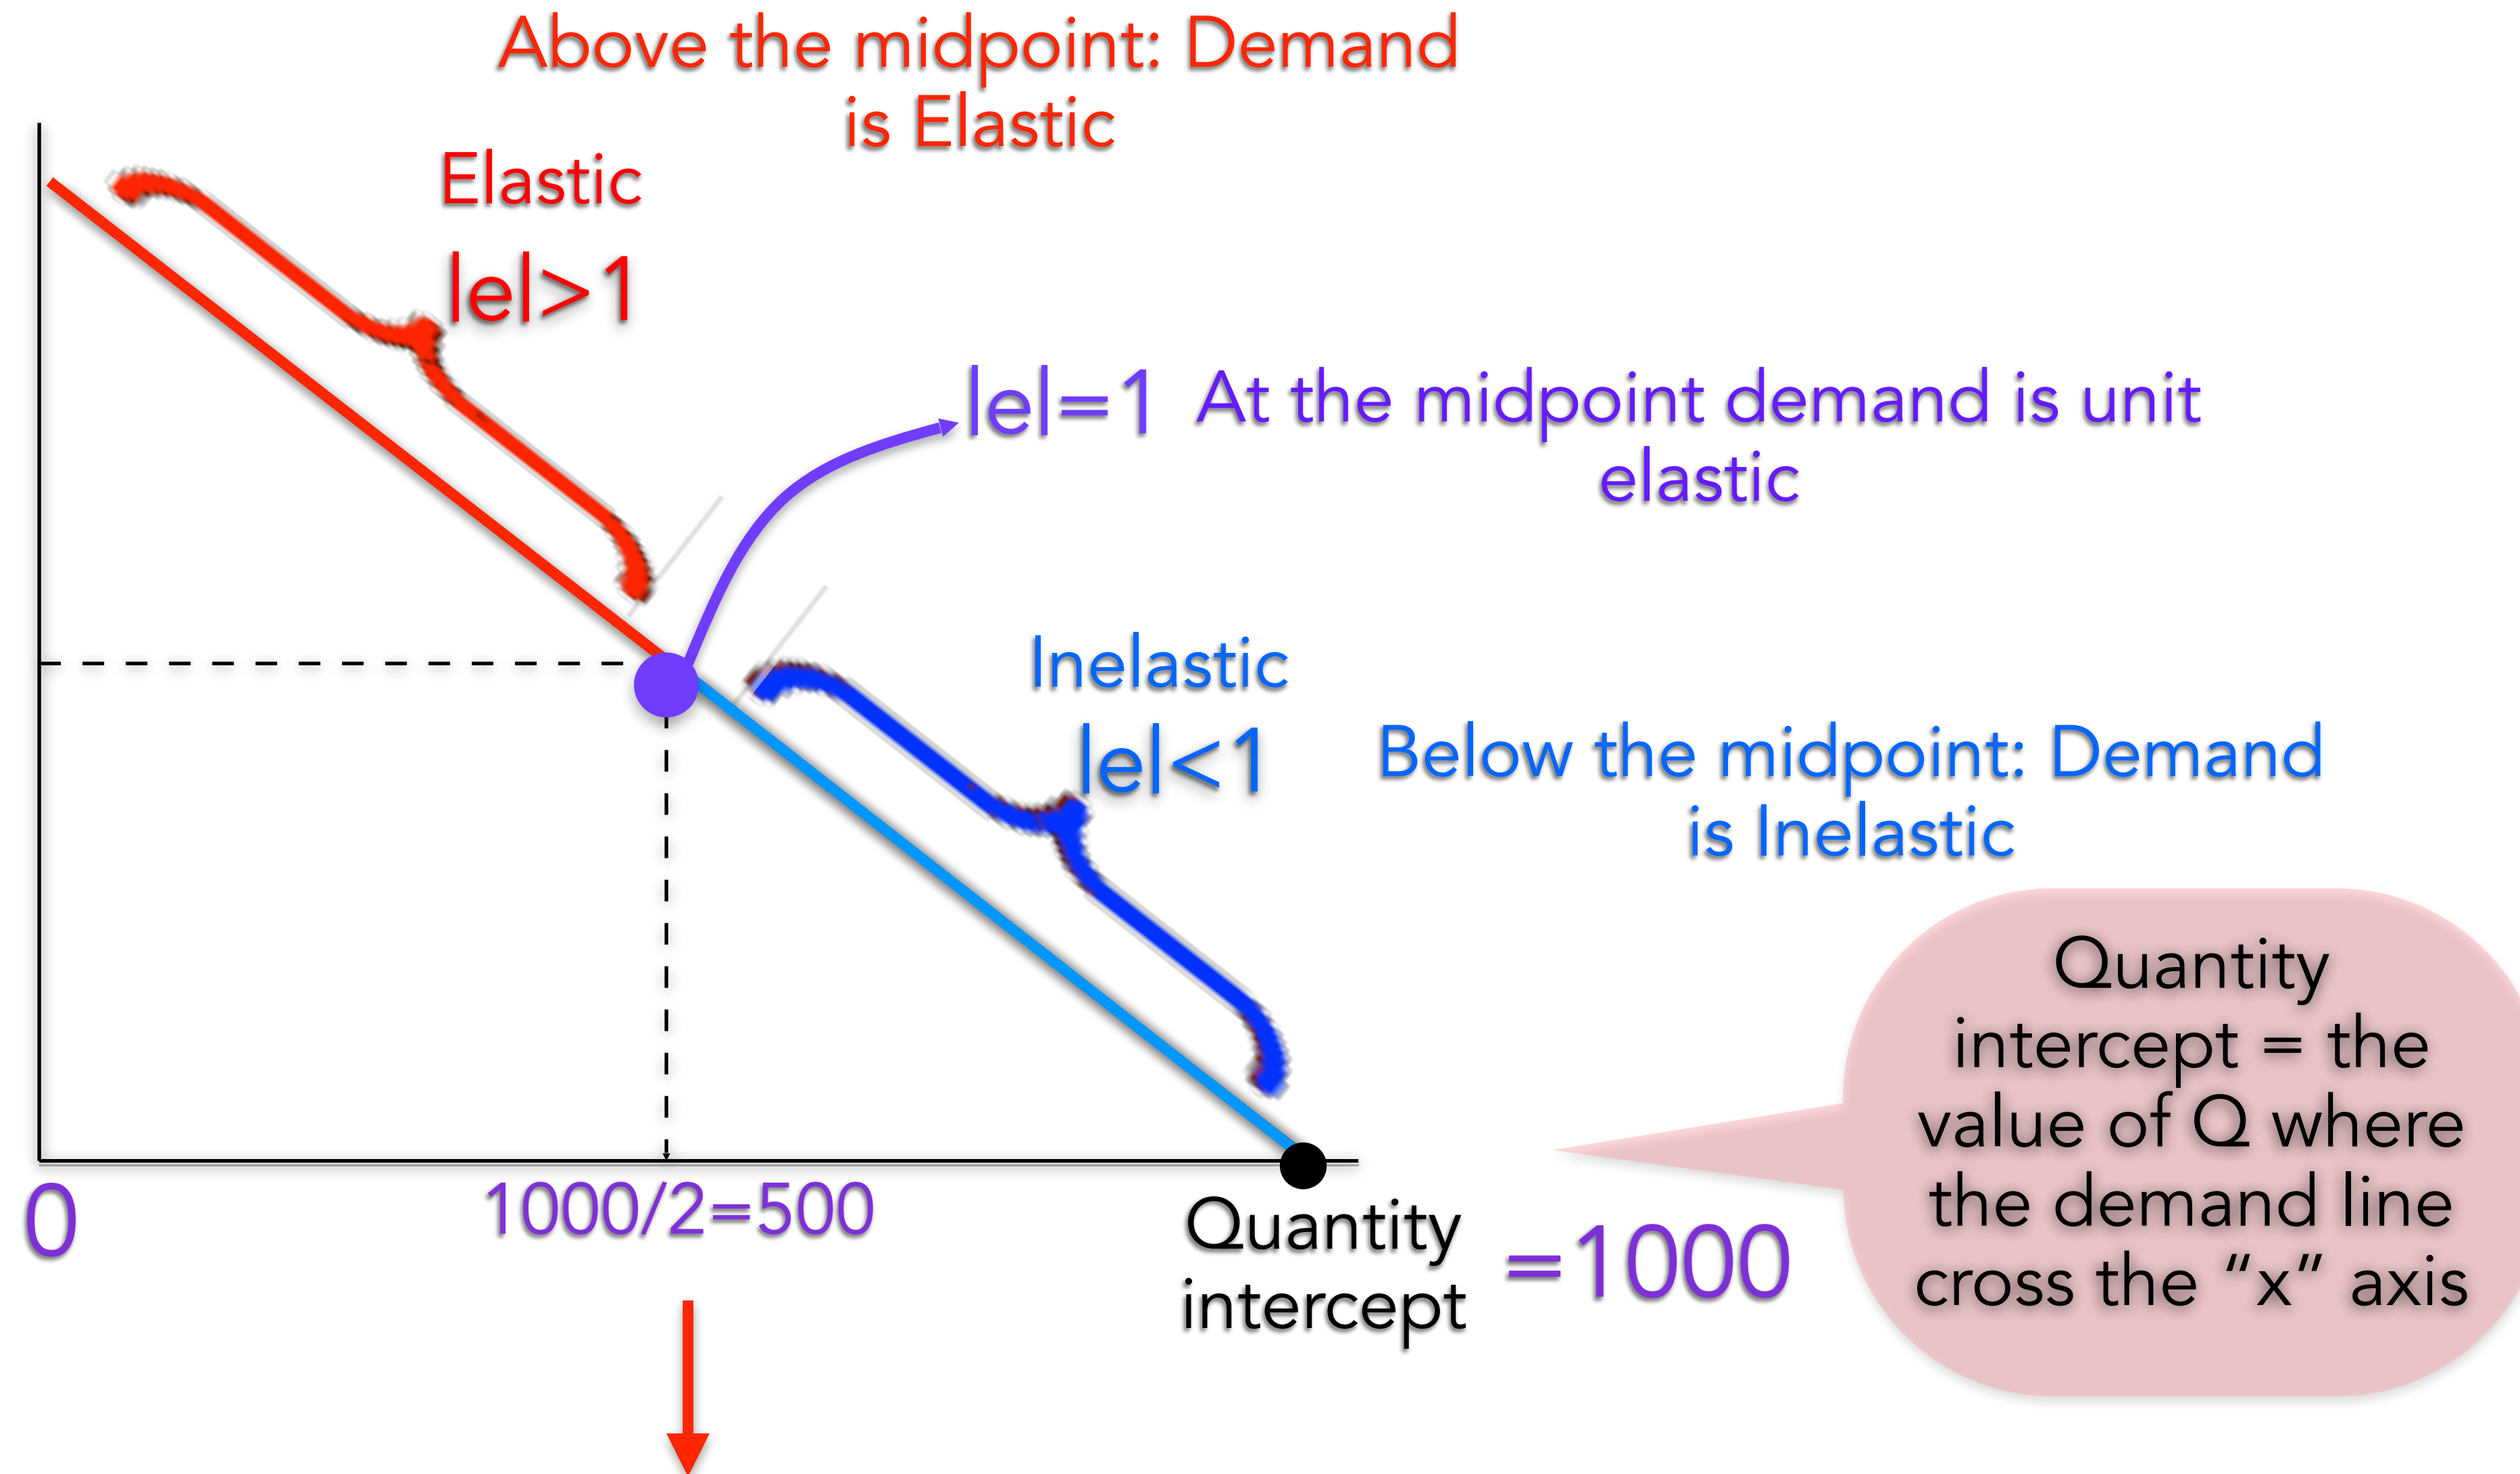 Above the midpoint: Demand
is Elastic
Elastic
|e|>1
|e|=1
At the midpoint demand is unit
elastic
Inelastic
|e|<1
Below the midpoint: Demand
is Inelastic
Quantity
intercept = the
value of Q where
the demand line
cross the “x” axis
0
1000/2=500
Quantity
intercept
=1000